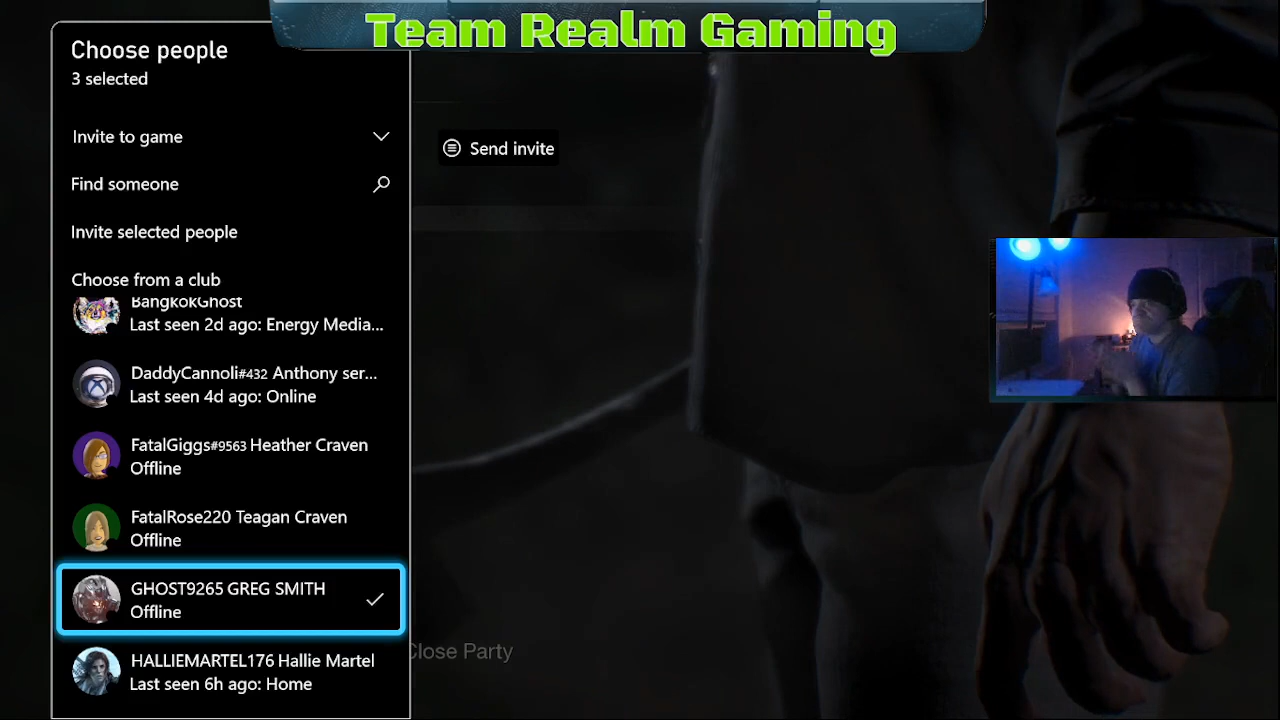 Team Realm Gaming
Choose people
3 selected
Invite to game
Send invite
Find someone
Invite selected people
Choose from a club
BangkokGhost
Last seen 2d ago: Energy Media...
DaddyCannoli#432 Anthony ser...
Last seen 4d ago: Online
FatalGiggs#9563 Heather Craven
Offline
FatalRose220 Teagan Craven
Offline
GHOST9265 GREG SMITH
Offline
Close Party
HALLIEMARTEL176 Hallie Martel
Last seen 6h ago: Home